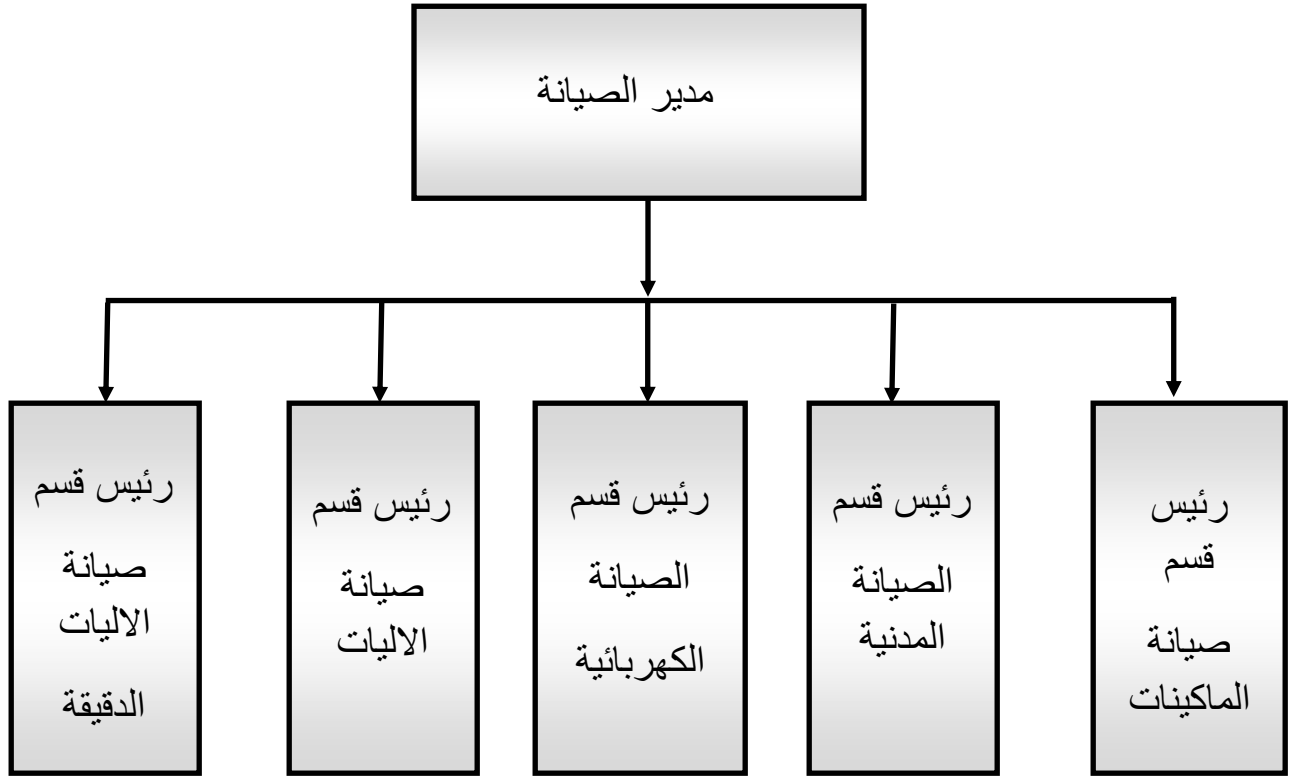 مدير الصيانة
رئيس
قسم
صيانة
الماكينات
رئيس قسم
الصيانة
المدنية
رئيس قسم
الصيانة
الكهربائية
رئيس قسم
صيانة
الاليات
رئيس قسم
صيانة
الاليات
الدقيقة